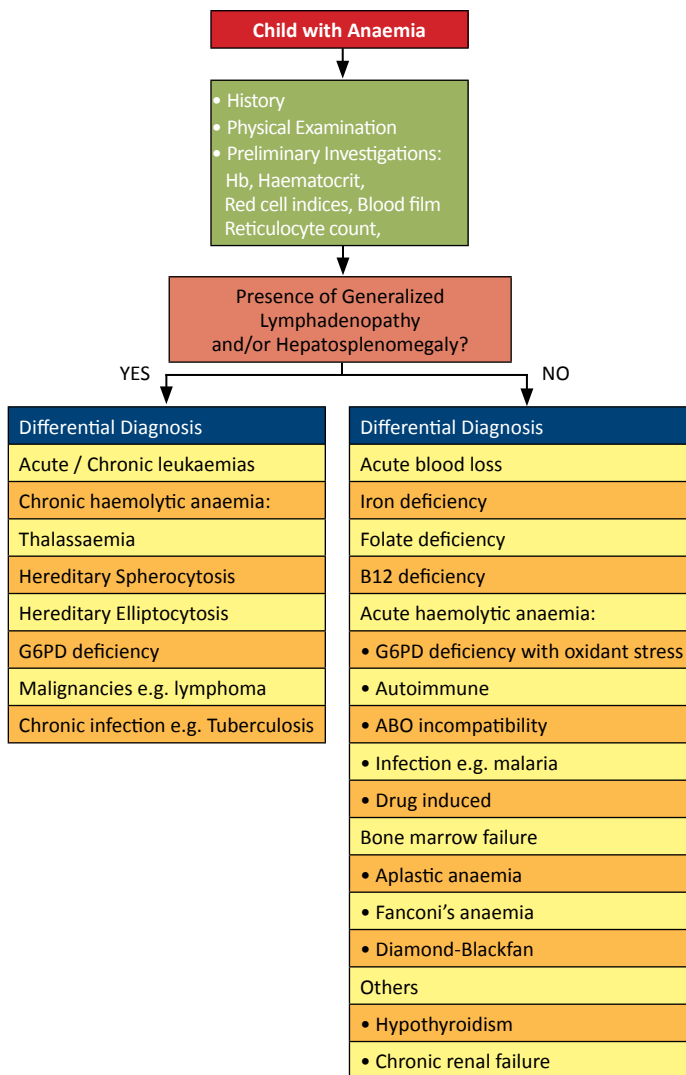 Child with Anaemia
• History
• Physical Examination
• Preliminary Investigations:
Hb, Haematocrit,
Red cell indices, Blood film
Reticulocyte count,
Presence of Generalized
Lymphadenopathy
and/or Hepatosplenomegaly?
YES
NO
Differential Diagnosis
Acute / Chronic leukaemias
Chronic haemolytic anaemia:
Thalassaemia
Hereditary Spherocytosis
Hereditary Elliptocytosis
G6PD deficiency
Malignancies e.g. lymphoma
Chronic infection e.g. Tuberculosis
Differential Diagnosis
Acute blood loss
Iron deficiency
Folate deficiency
B12 deficiency
Acute haemolytic anaemia:
• G6PD deficiency with oxidant stress
• Autoimmune
• ABO incompatibility
• Infection e.g. malaria
• Drug induced
Bone marrow failure
• Aplastic anaemia
• Fanconi’s anaemia
• Diamond-Blackfan
Others
• Hypothyroidism
• Chronic renal failure